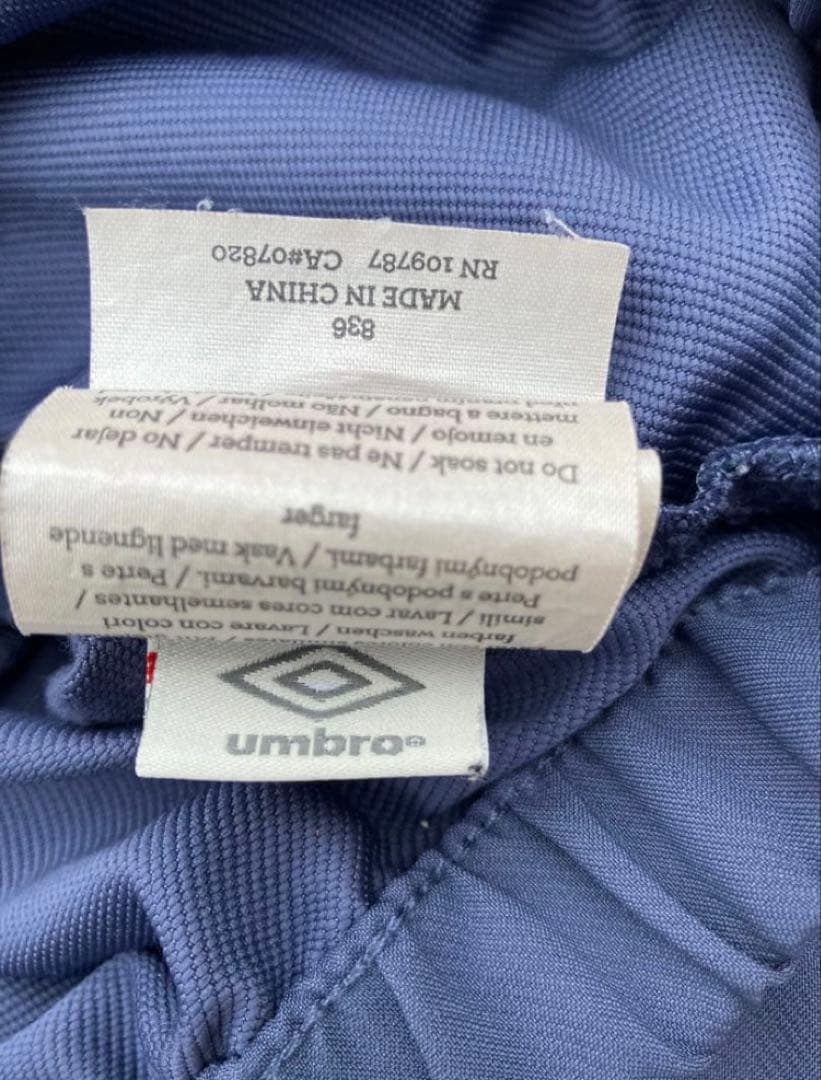 umbro
RN 109787 CA#07820
MADE IN CHINA
836
farben waschen / Lavare con colori
simili / Lavar com cores semelhantes /
Perte s podobnými barvami. / Perte s
podobnými farbami. / Vask med lignende
farger
Do not soak / Ne pas tremper / No dejar
en remojo / Nicht einweichen / Non
mettere a bagno / Não molhar / Výrobek